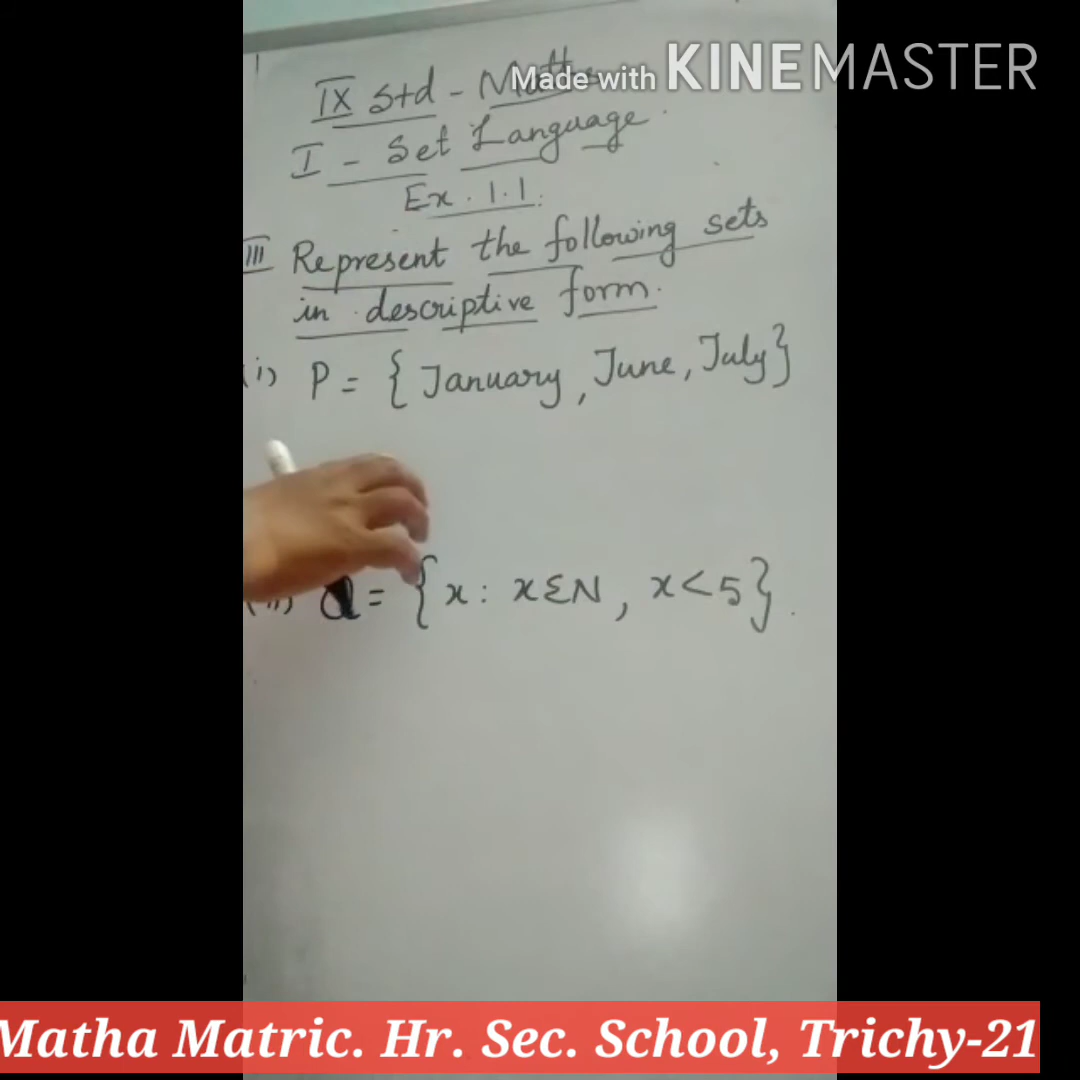 Made with KINEMASTER
IX Std - Maths
I - Set Language
Ex. 1.1.
III Represent the following sets
in descriptive form.
(i) P = { January, June, July}
(ii) Q = {x : x ∈ N, x < 5}.
Matha Matric. Hr. Sec. School, Trichy-21